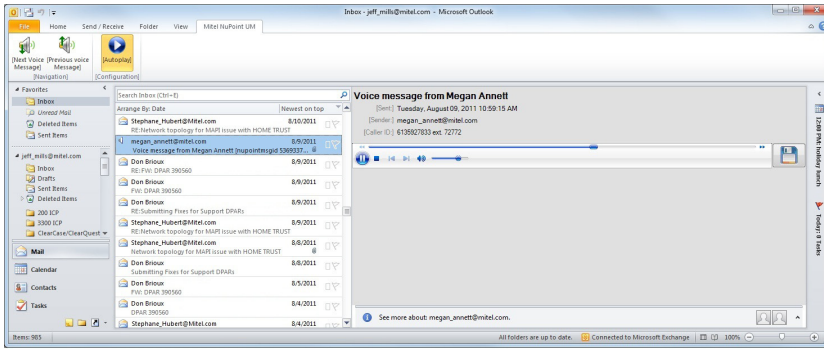 Inbox - jeff_mills@mitel.com - Microsoft Outlook
File Home Send / Receive Folder View Mitel NuPoint UM
[Next Voice Message] [Previous voice Message] [Autoplay]
[Navigation] [Configuration]
Favorites
Inbox
Unread Mail
Deleted Items
Sent Items
jeff_mills@mitel.com
Inbox
Drafts
Sent Items
Deleted Items
200 ICP
3300 ICP
ClearCase/ClearQuest
Mail
Calendar
Contacts
Tasks
Search Inbox (Ctrl+E)
Arrange By: Date Newest on top
Stephane_Hubert@Mitel.com 8/10/2011
RE:Network topology for MAPI issue with HOME TRUST
megan_annett@mitel.com 8/9/2011
Voice message from Megan Annett [nupointmsgid 5369337...
Don Brioux 8/9/2011
RE: FW: DPAR 390560
Don Brioux 8/9/2011
FW: DPAR 390560
Don Brioux 8/9/2011
RE:Submitting Fixes for Support DPARs
Stephane_Hubert@Mitel.com 8/9/2011
RE:Network topology for MAPI issue with HOME TRUST
Stephane_Hubert@Mitel.com 8/8/2011
Network topology for MAPI issue with HOME TRUST
Don Brioux 8/8/2011
Submitting Fixes for Support DPARs
Don Brioux 8/5/2011
FW: DPAR 390560
Don Brioux 8/4/2011
DPAR 390560
Stephane_Hubert@Mitel.com 8/4/2011
Voice message from Megan Annett
[Sent:] Tuesday, August 09, 2011 10:59:15 AM
[Sender:] megan_annett@mitel.com
[Caller ID:] 6135927833 ext. 72772
See more about: megan_annett@mitel.com.
12:00 PM: holiday lunch
Today: 0 Tasks
Items: 985 All folders are up to date. Connected to Microsoft Exchange 100%